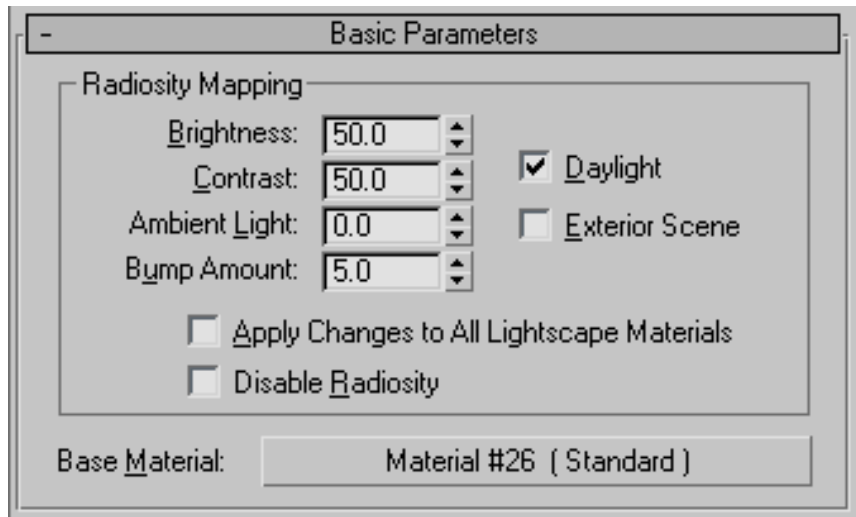 - Basic Parameters
Radiosity Mapping
Brightness: 50.0
Contrast: 50.0
Daylight
Ambient Light: 0.0
Exterior Scene
Bump Amount: 5.0
Apply Changes to All Lightscape Materials
Disable Radiosity
Base Material: Material #26 ( Standard )